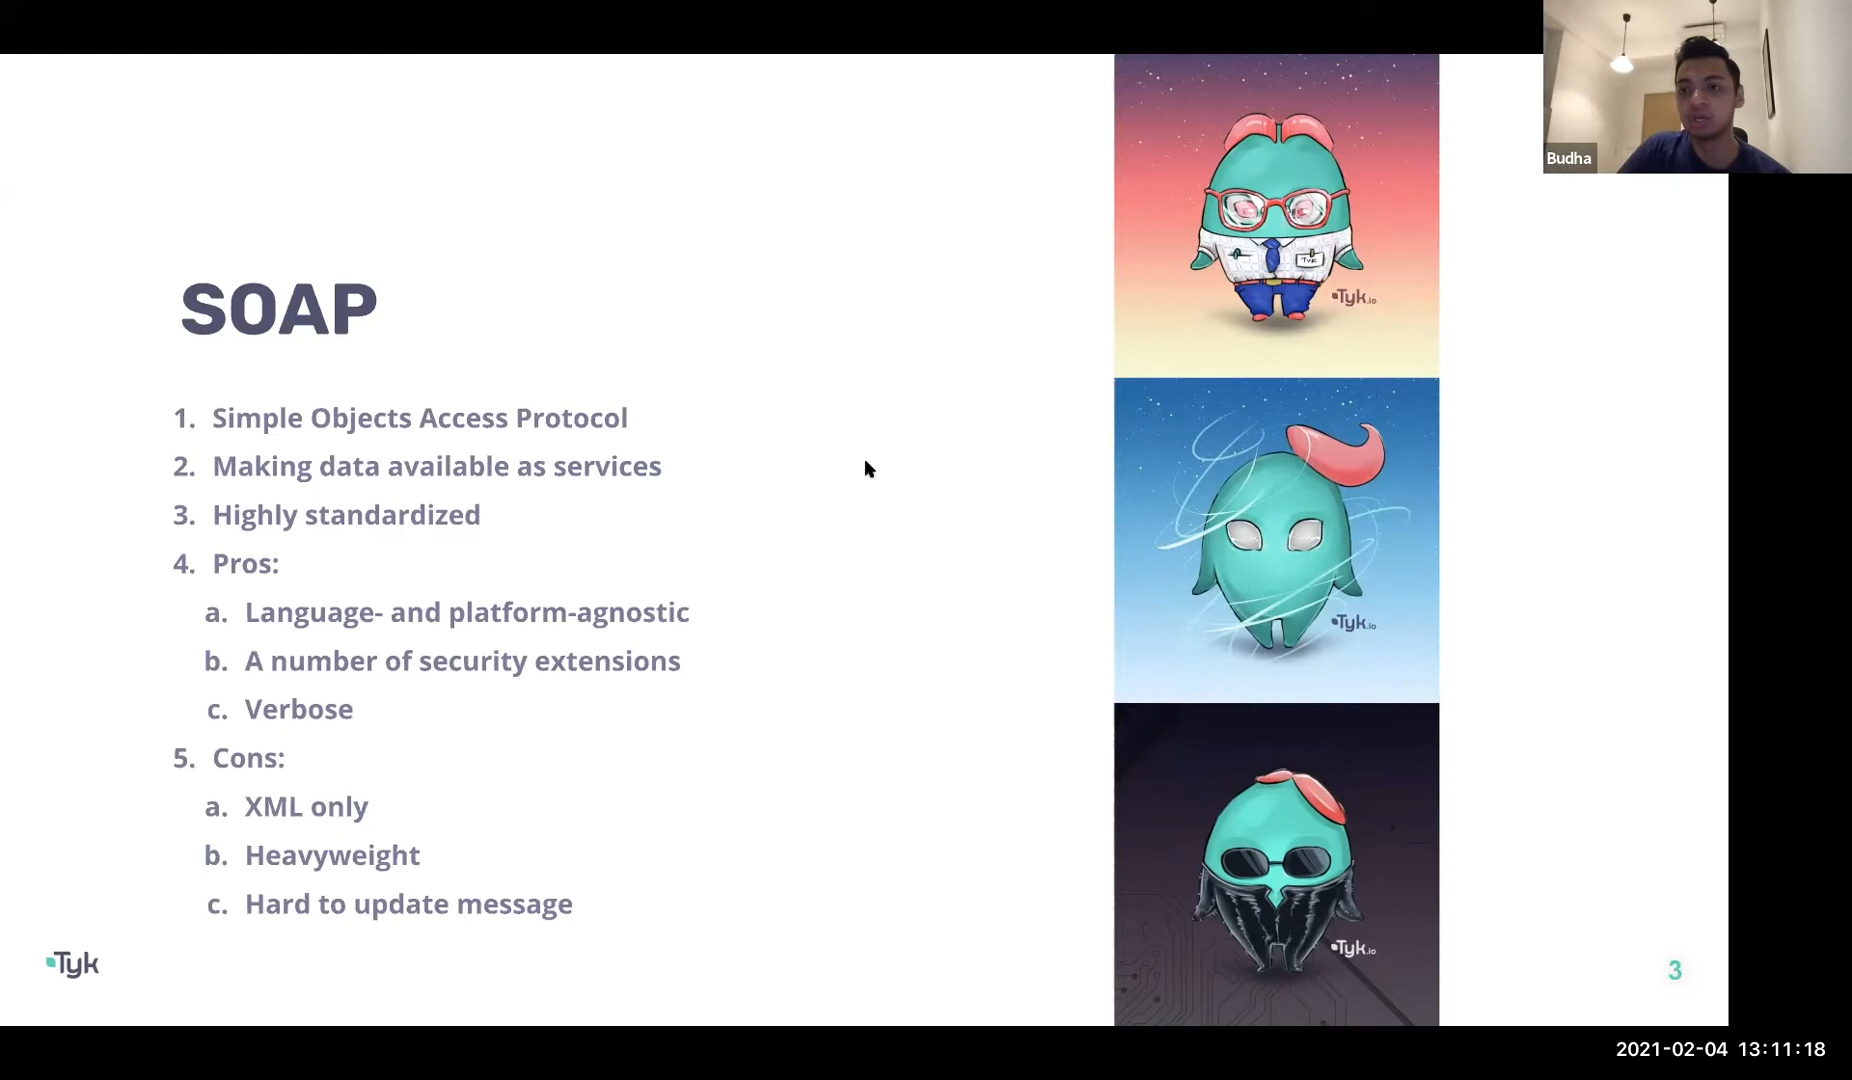 Budha
SOAP
1. Simple Objects Access Protocol
2. Making data available as services
3. Highly standardized
4. Pros:
a. Language- and platform-agnostic
b. A number of security extensions
c. Verbose
5. Cons:
a. XML only
b. Heavyweight
c. Hard to update message
TYK
Tyk.io
Tyk.io
Tyk.io
Tyk
3
2021-02-04 13:11:18